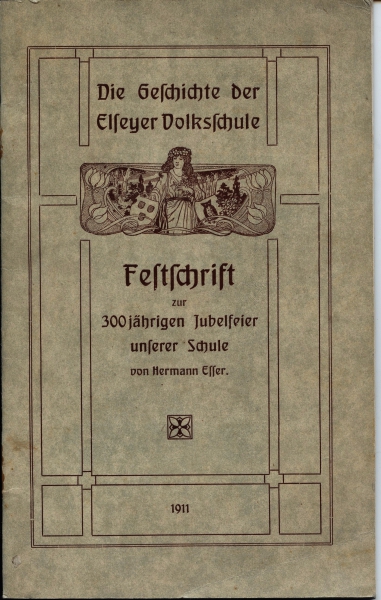 Die Geſchichte der
Elſeyer Volksſchule
Feſtſchrift
zur
300jährigen Jubelfeier
unſerer Schule
von Hermann Eſſer.
1911